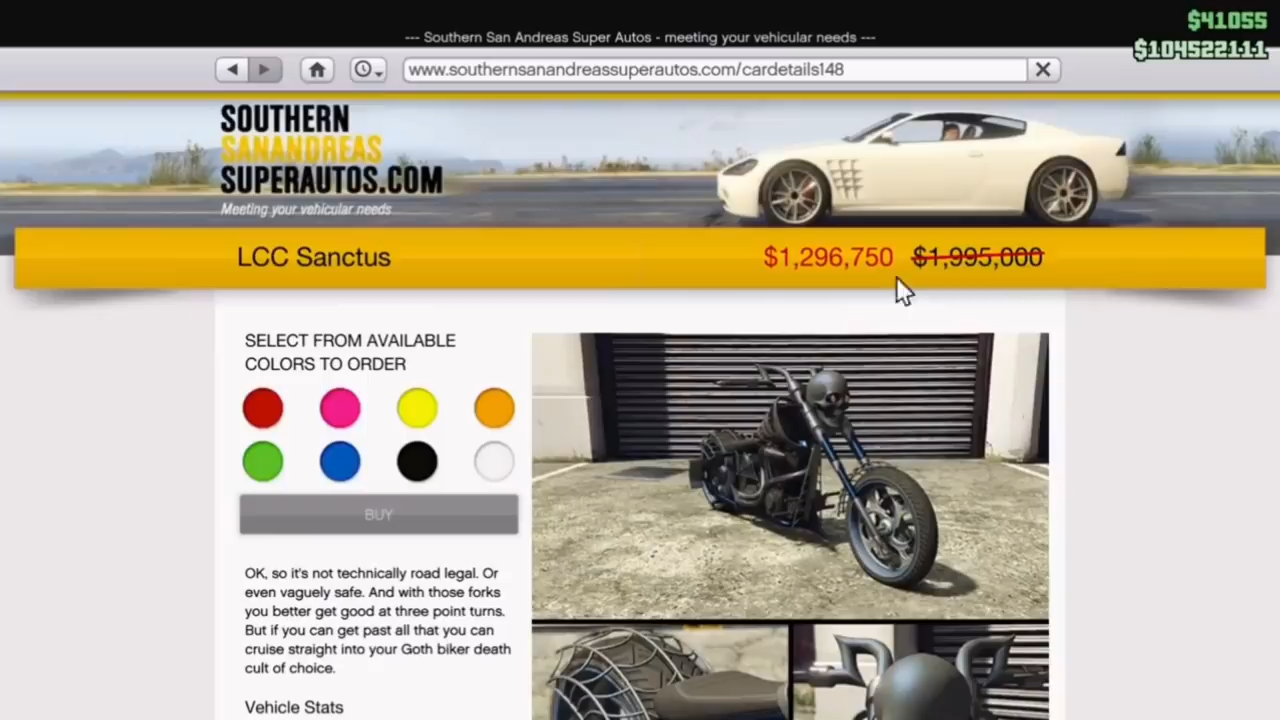 $41055
--- Southern San Andreas Super Autos - meeting your vehicular needs ---
$104522111
www.southernsanandreassuperautos.com/cardetails148
SOUTHERN
SANANDREAS
SUPERAUTOS.COM
Meeting your vehicular needs
LCC Sanctus
$1,296,750 $1,995,000
SELECT FROM AVAILABLE
COLORS TO ORDER
BUY
OK, so it's not technically road legal. Or
even vaguely safe. And with those forks
you better get good at three point turns.
But if you can get past all that you can
cruise straight into your Goth biker death
cult of choice.
Vehicle Stats